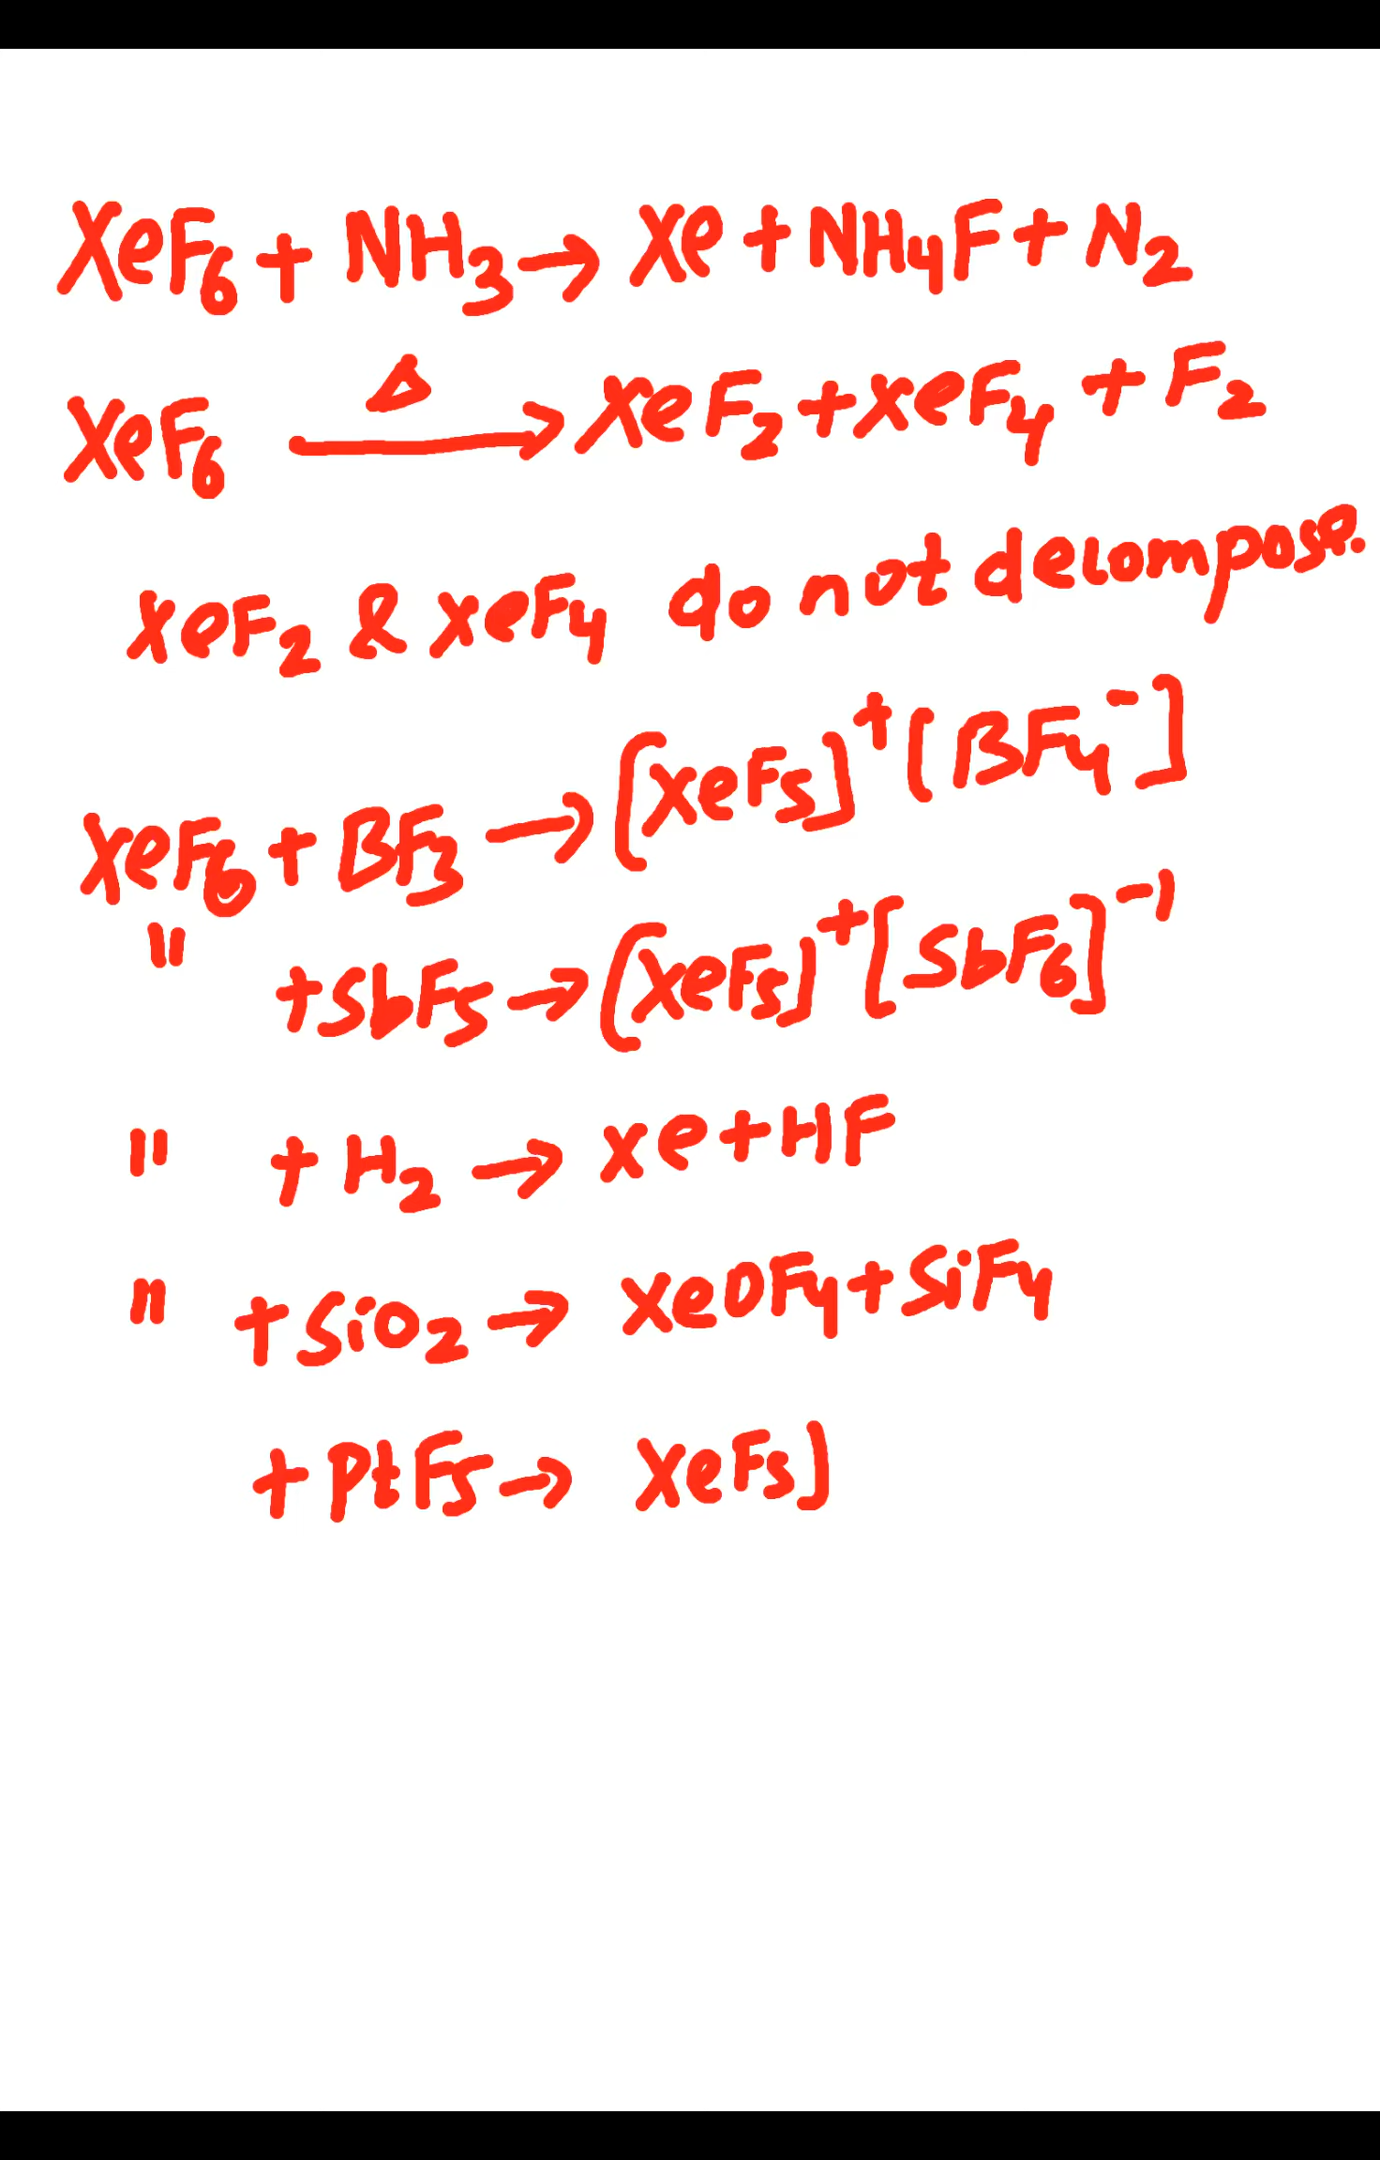 XeF6 + NH3 → Xe + NH4F + N2
XeF6 →Δ XeF2 + XeF4 + F2
XeF2 & XeF4 do not decompose.
XeF6 + BF3 → [XeF5]+ [BF4-]
" + SbF5 → [XeF5]+ [SbF6]-1
" + H2 → Xe + HF
" + SiO2 → XeOF4 + SiF4
+ PtF5 → XeF5]